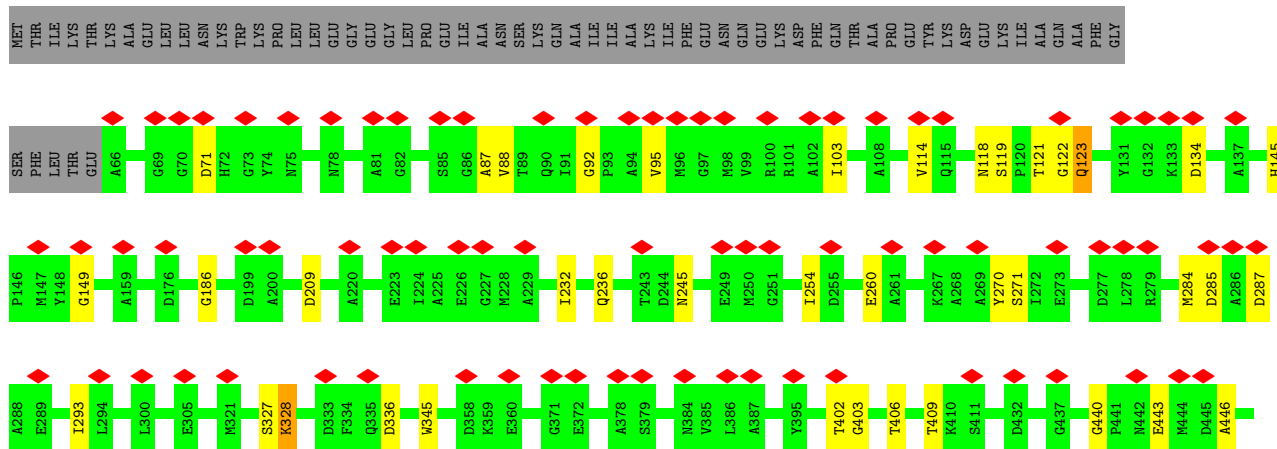 MET THR ILE LYS THR LYS ALA GLU LEU LEU ASN LYS TRP LYS PRO LEU LEU GLU GLY GLU GLY LEU PRO GLU ILE ALA ASN SER LYS GLN ALA ILE ILE ALA LYS ILE PHE GLU ASN GLN GLU LYS ASP PHE GLN THR ALA PRO GLU TYR LYS ASP GLU LYS ILE ALA GLN ALA PHE GLY
SER PHE LEU THR GLU A66 G69 G70 D71 H72 G73 Y74 N75 N78 A81 G82 S85 G86 A87 V88 T89 Q90 I91 G92 P93 A94 V95 M96 G97 M98 V99 R100 R101 A102 I103 A108 V114 Q115 N118 S119 P120 T121 G122 Q123 Y131 G132 K133 D134 A137 H145
P146 M147 Y148 G149 A159 D176 G186 D199 A200 D209 A220 E223 I224 A225 E226 G227 M228 A229 I232 Q236 T243 D244 N245 E249 M250 G251 I254 D255 E260 A261 K267 A268 A269 Y270 S271 I272 E273 D277 L278 R279 M284 D285 A286 D287
A288 E289 I293 L294 L300 E305 M321 S327 K328 D333 F334 Q335 D336 W345 D358 K359 E360 G371 E372 A378 S379 N384 V385 L386 A387 Y395 T402 G403 T406 T409 K410 S411 D432 G437 G440 P441 N442 E443 M444 D445 A446